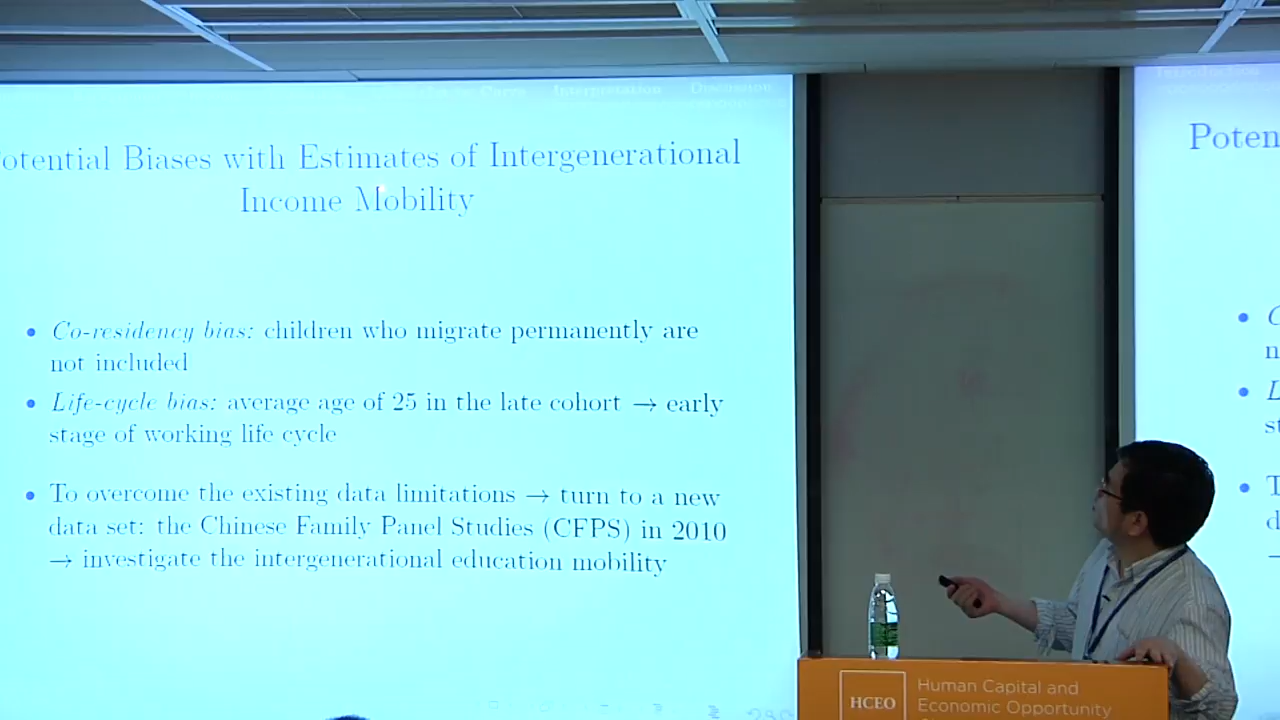 Interpretation Discussion
otential Biases with Estimates of Intergenerational
Income Mobility
• Co-residency bias: children who migrate permanently are
not included
• Life-cycle bias: average age of 25 in the late cohort → early
stage of working life cycle
• To overcome the existing data limitations → turn to a new
data set: the Chinese Family Panel Studies (CFPS) in 2010
→ investigate the intergenerational education mobility
Introduction
Poten
HCEO
Human Capital and
Economic Opportunity